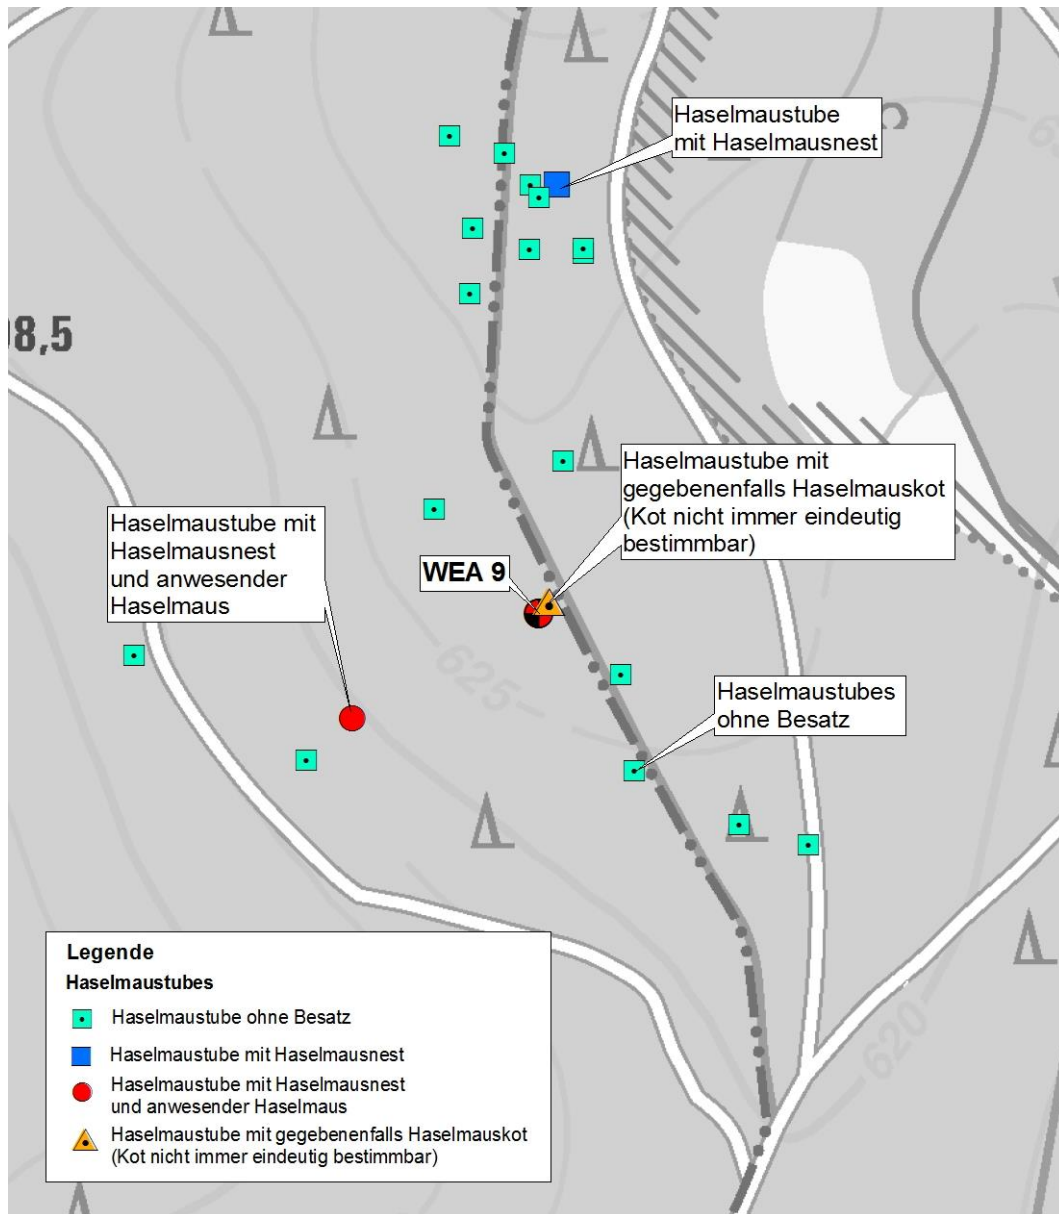 Haselmaustube
mit Haselmausnest
98,5
Haselmaustube mit
gegebenenfalls Haselmauskot
(Kot nicht immer eindeutig
bestimmbar)
Haselmaustube mit
Haselmausnest
und anwesender
Haselmaus
WEA 9
625
Haselmaustubes
ohne Besatz
620
Legende
Haselmaustubes
Haselmaustube ohne Besatz
Haselmaustube mit Haselmausnest
Haselmaustube mit Haselmausnest
und anwesender Haselmaus
Haselmaustube mit gegebenenfalls Haselmauskot
(Kot nicht immer eindeutig bestimmbar)